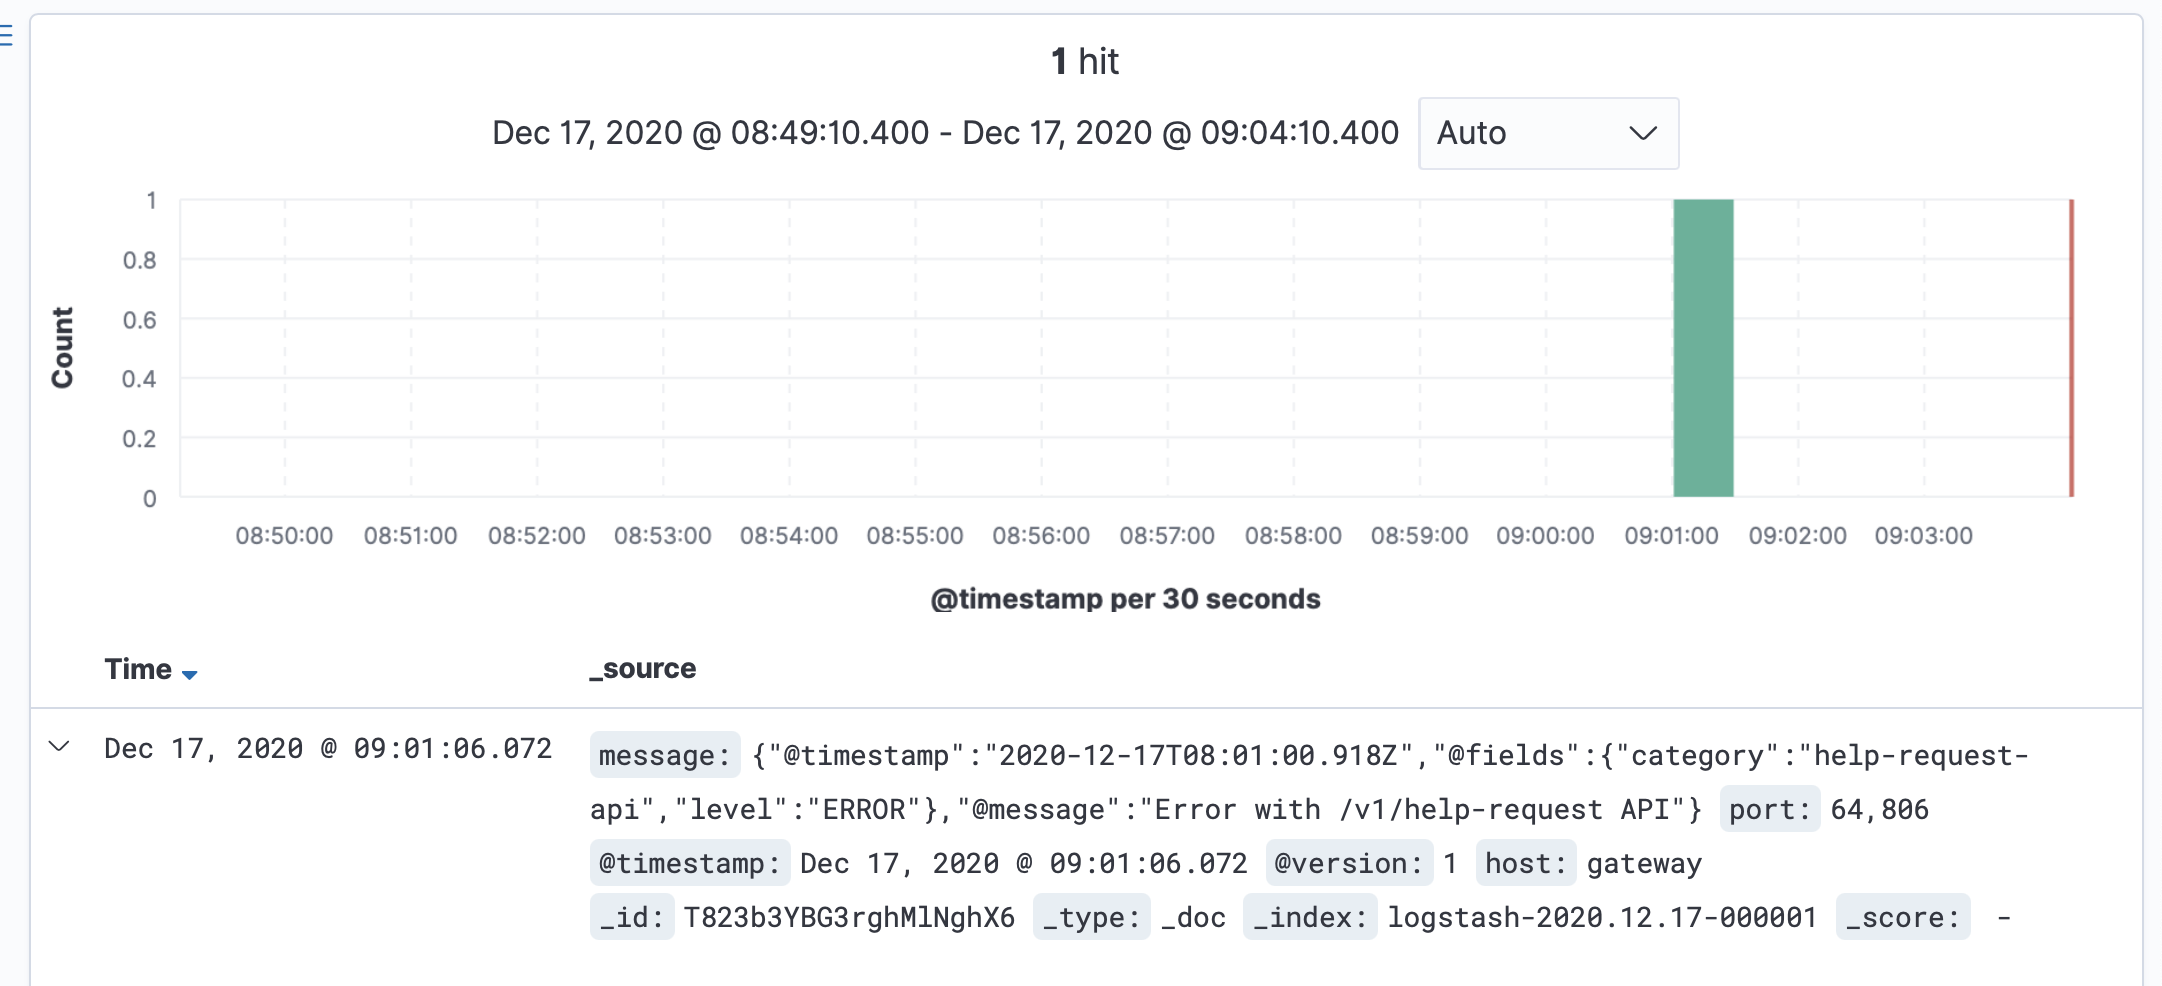 1 hit
Dec 17, 2020 @ 08:49:10.400 - Dec 17, 2020 @ 09:04:10.400 Auto
1
0.8
0.6
0.4
0.2
0
Count
08:50:00 08:51:00 08:52:00 08:53:00 08:54:00 08:55:00 08:56:00 08:57:00 08:58:00 08:59:00 09:00:00 09:01:00 09:02:00 09:03:00
@timestamp per 30 seconds
Time _source
Dec 17, 2020 @ 09:01:06.072 message: {"@timestamp":"2020-12-17T08:01:00.918Z","@fields":{"category":"help-request-
api","level":"ERROR"},"@message":"Error with /v1/help-request API"} port: 64,806
@timestamp: Dec 17, 2020 @ 09:01:06.072 @version: 1 host: gateway
_id: T823b3YBG3rghMlNghX6 _type: _doc _index: logstash-2020.12.17-000001 _score: -